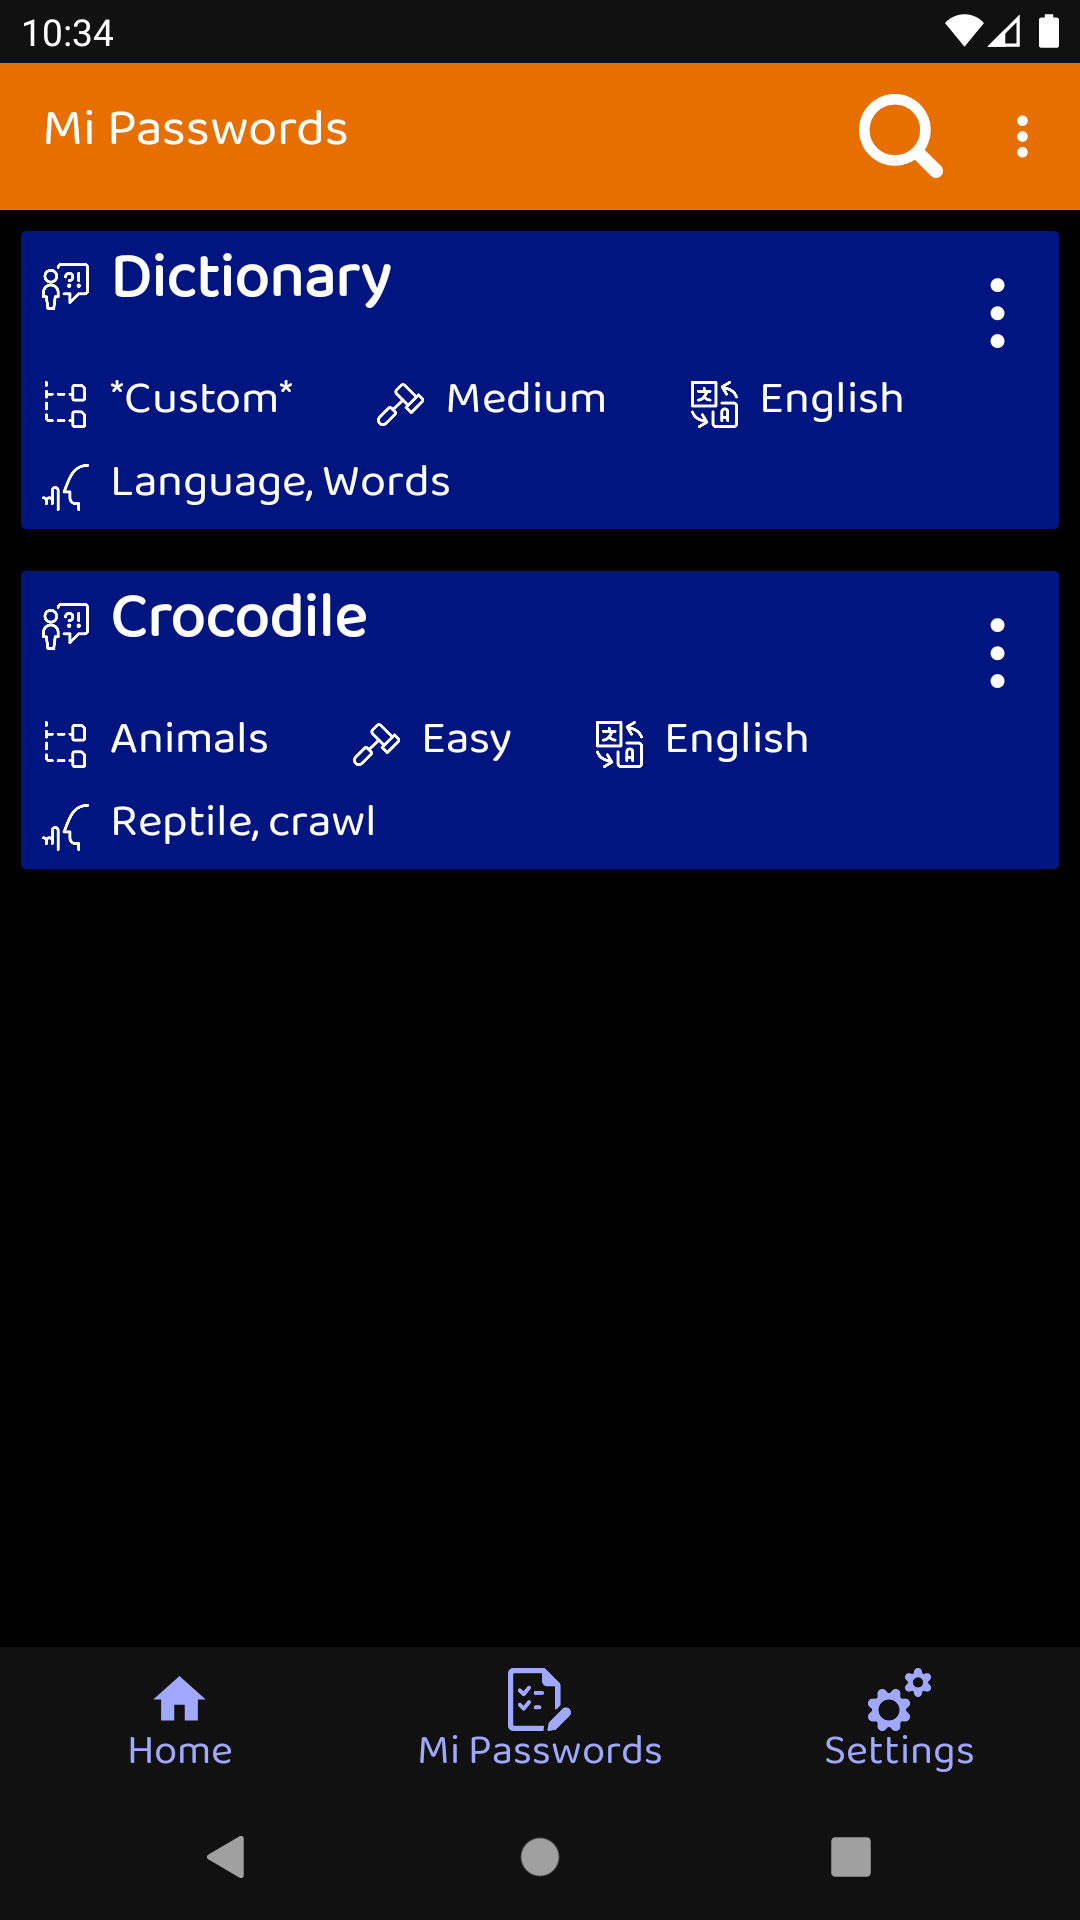 10:34
Mi Passwords
Dictionary
*Custom* Medium English
Language, Words
Crocodile
Animals Easy English
Reptile, crawl
Home Mi Passwords Settings